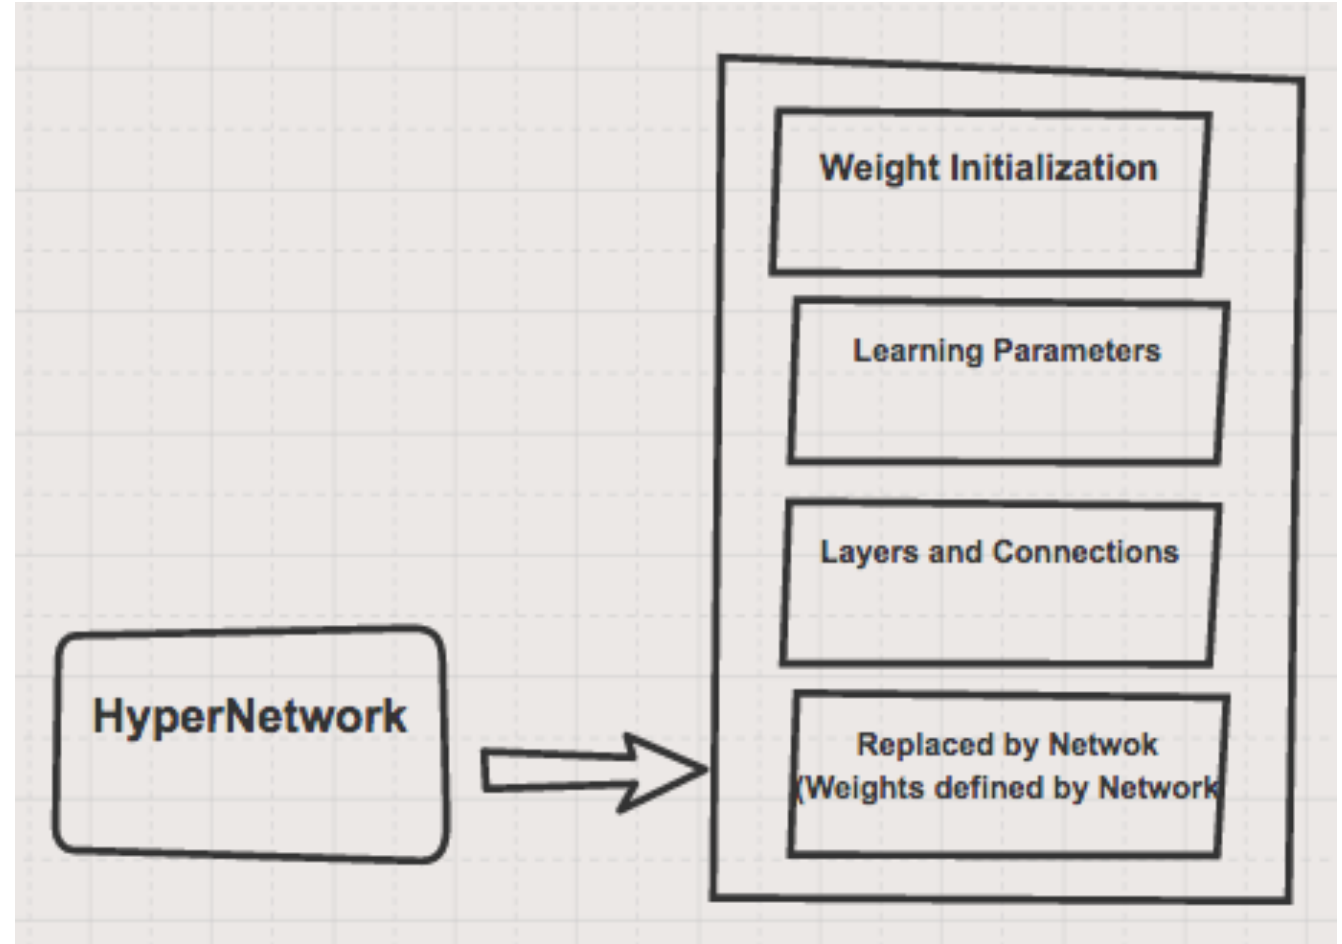 Weight Initialization
Learning Parameters
Layers and Connections
HyperNetwork
Replaced by Netwok
(Weights defined by Network